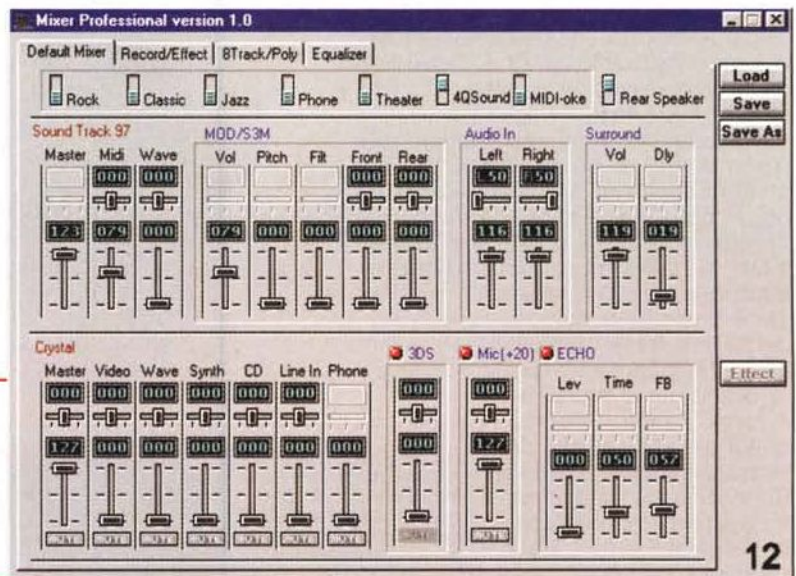 Mixer Professional version 1.0
Default Mixer Record/Effect 8Track/Poly Equalizer
Rock Classic Jazz Phone Theater 4QSound MIDI-oke Rear Speaker
Load
Save
Save As
Sound Track 97 MOD/S3M Audio In Surround
Master Midi Wave Vol Pitch Filt Front Rear Left Right Vol Dly
000 000 000 000 50 50
123 079 000 079 000 000 000 000 116 116 119 019
Crystal 3DS Mic(+20) ECHO
Master Video Wave Synth CD Line In Phone Lev Time FB
000 000 000 000 000 000 000 000
127 000 000 000 000 000 000 000 127 000 050 057
Effect
12